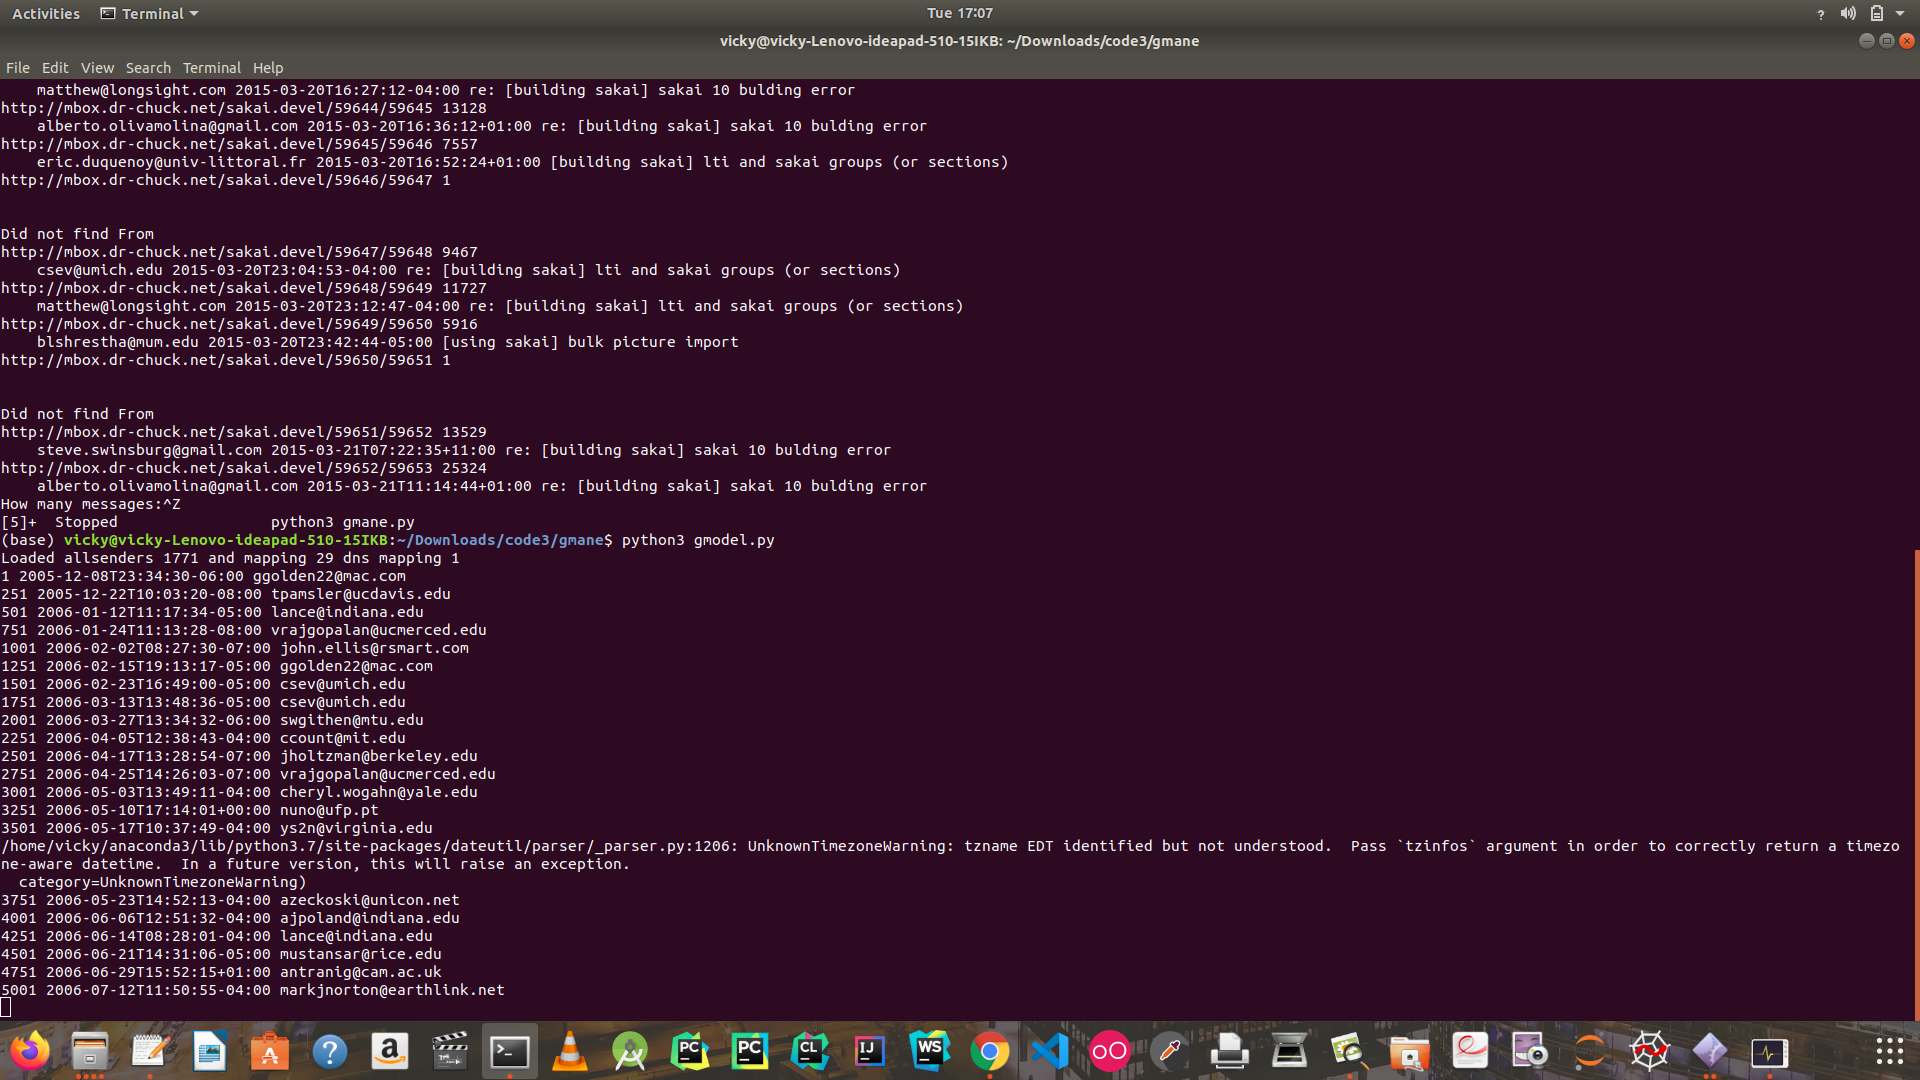 Activities Terminal Tue 17:07 ?
vicky@vicky-Lenovo-ideapad-510-15IKB: ~/Downloads/code3/gmane
File Edit View Search Terminal Help
matthew@longsight.com 2015-03-20T16:27:12-04:00 re: [building sakai] sakai 10 bulding error
http://mbox.dr-chuck.net/sakai.devel/59644/59645 13128
alberto.olivamolina@gmail.com 2015-03-20T16:36:12+01:00 re: [building sakai] sakai 10 bulding error
http://mbox.dr-chuck.net/sakai.devel/59645/59646 7557
eric.duquenoy@univ-littoral.fr 2015-03-20T16:52:24+01:00 [building sakai] lti and sakai groups (or sections)
http://mbox.dr-chuck.net/sakai.devel/59646/59647 1
Did not find From
http://mbox.dr-chuck.net/sakai.devel/59647/59648 9467
csev@umich.edu 2015-03-20T23:04:53-04:00 re: [building sakai] lti and sakai groups (or sections)
http://mbox.dr-chuck.net/sakai.devel/59648/59649 11727
matthew@longsight.com 2015-03-20T23:12:47-04:00 re: [building sakai] lti and sakai groups (or sections)
http://mbox.dr-chuck.net/sakai.devel/59649/59650 5916
blshrestha@mum.edu 2015-03-20T23:42:44-05:00 [using sakai] bulk picture import
http://mbox.dr-chuck.net/sakai.devel/59650/59651 1
Did not find From
http://mbox.dr-chuck.net/sakai.devel/59651/59652 13529
steve.swinsburg@gmail.com 2015-03-21T07:22:35+11:00 re: [building sakai] sakai 10 bulding error
http://mbox.dr-chuck.net/sakai.devel/59652/59653 25324
alberto.olivamolina@gmail.com 2015-03-21T11:14:44+01:00 re: [building sakai] sakai 10 bulding error
How many messages:^Z
[5]+ Stopped python3 gmane.py
(base) vicky@vicky-Lenovo-ideapad-510-15IKB:~/Downloads/code3/gmane$ python3 gmodel.py
Loaded allsenders 1771 and mapping 29 dns mapping 1
1 2005-12-08T23:34:30-06:00 ggolden22@mac.com
251 2005-12-22T10:03:20-08:00 tpamsler@ucdavis.edu
501 2006-01-12T11:17:34-05:00 lance@indiana.edu
751 2006-01-24T11:13:28-08:00 vrajgopalan@ucmerced.edu
1001 2006-02-02T08:27:30-07:00 john.ellis@rsmart.com
1251 2006-02-15T19:13:17-05:00 ggolden22@mac.com
1501 2006-02-23T16:49:00-05:00 csev@umich.edu
1751 2006-03-13T13:48:36-05:00 csev@umich.edu
2001 2006-03-27T13:34:32-06:00 swgithen@mtu.edu
2251 2006-04-05T12:38:43-04:00 ccount@mit.edu
2501 2006-04-17T13:28:54-07:00 jholtzman@berkeley.edu
2751 2006-04-25T14:26:03-07:00 vrajgopalan@ucmerced.edu
3001 2006-05-03T13:49:11-04:00 cheryl.wogahn@yale.edu
3251 2006-05-10T17:14:01+00:00 nuno@ufp.pt
3501 2006-05-17T10:37:49-04:00 ys2n@virginia.edu
/home/vicky/anaconda3/lib/python3.7/site-packages/dateutil/parser/_parser.py:1206: UnknownTimezoneWarning: tzname EDT identified but not understood.  Pass `tzinfos` argument in order to correctly return a timezo
ne-aware datetime.  In a future version, this will raise an exception.
category=UnknownTimezoneWarning)
3751 2006-05-23T14:52:13-04:00 azeckoski@unicon.net
4001 2006-06-06T12:51:32-04:00 ajpoland@indiana.edu
4251 2006-06-14T08:28:01-04:00 lance@indiana.edu
4501 2006-06-21T14:31:06-05:00 mustansar@rice.edu
4751 2006-06-29T15:52:15+01:00 antranig@cam.ac.uk
5001 2006-07-12T11:50:55-04:00 markjnorton@earthlink.net
A ? a PC PC CL IJ WS